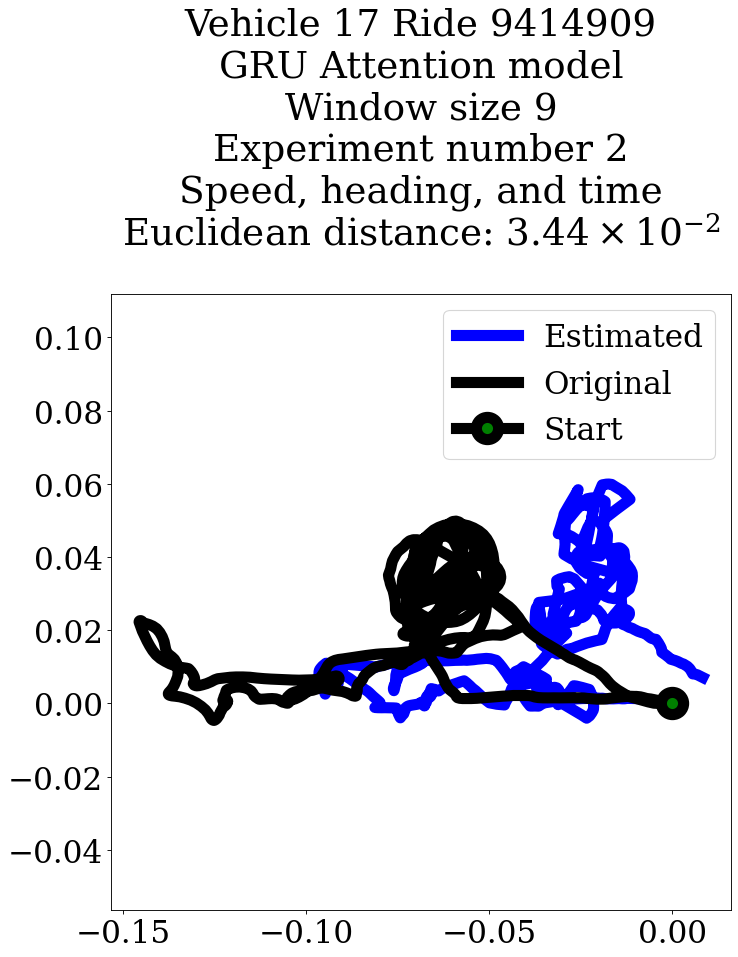 Vehicle 17 Ride 9414909
GRU Attention model
Window size 9
Experiment number 2
Speed, heading, and time
Euclidean distance: 3.44 × 10⁻²
Estimated
Original
Start
0.10
0.08
0.06
0.04
0.02
0.00
−0.02
−0.04
−0.15
−0.10
−0.05
0.00